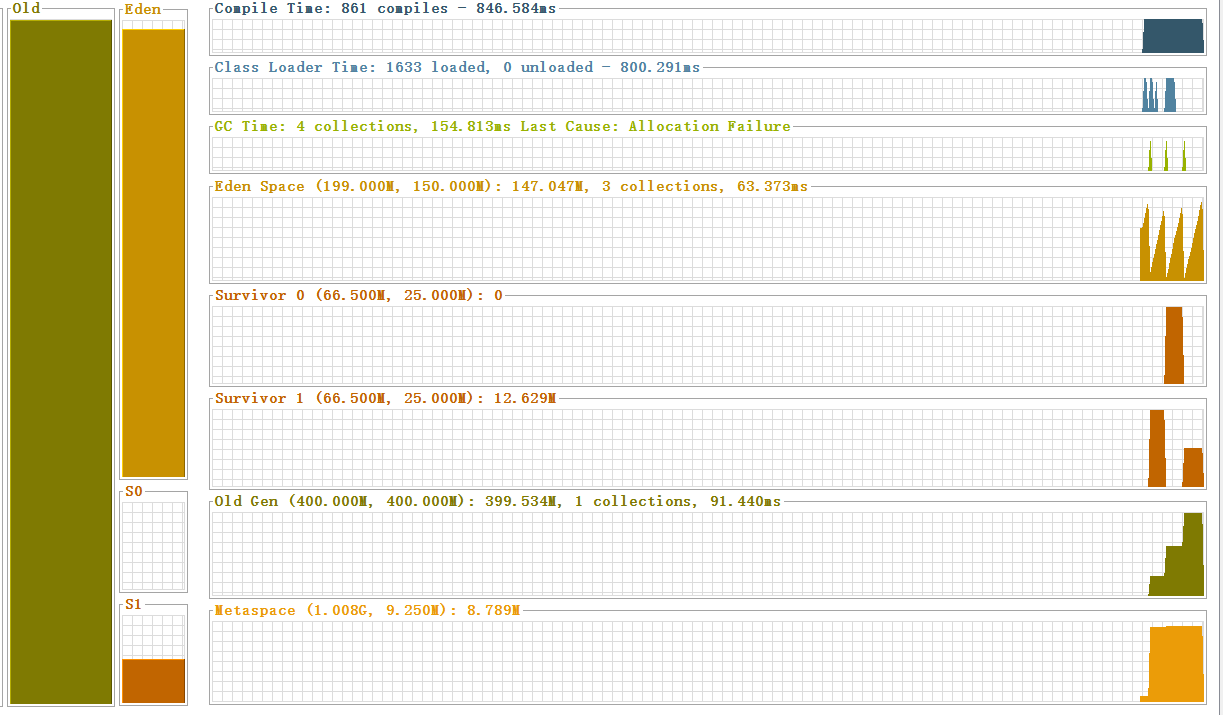 Old
Eden
S0
S1
Compile Time: 861 compiles - 846.584ms
Class Loader Time: 1633 loaded, 0 unloaded - 800.291ms
GC Time: 4 collections, 154.813ms Last Cause: Allocation Failure
Eden Space (199.000M, 150.000M): 147.047M, 3 collections, 63.373ms
Survivor 0 (66.500M, 25.000M): 0
Survivor 1 (66.500M, 25.000M): 12.629M
Old Gen (400.000M, 400.000M): 399.534M, 1 collections, 91.440ms
Metaspace (1.008G, 9.250M): 8.789M